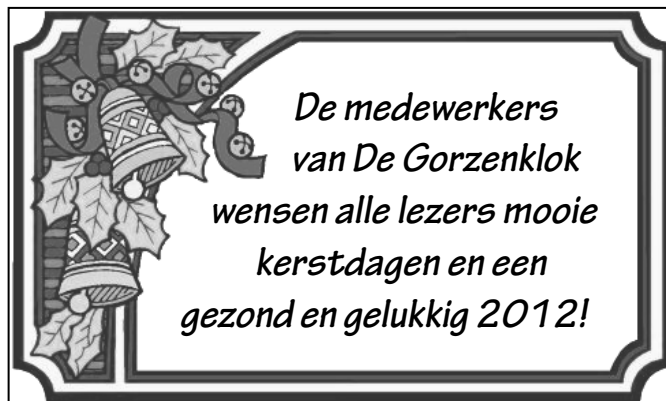 De medewerkers
van De Gorzenklok
wensen alle lezers mooie
kerstdagen en een
gezond en gelukkig 2012!